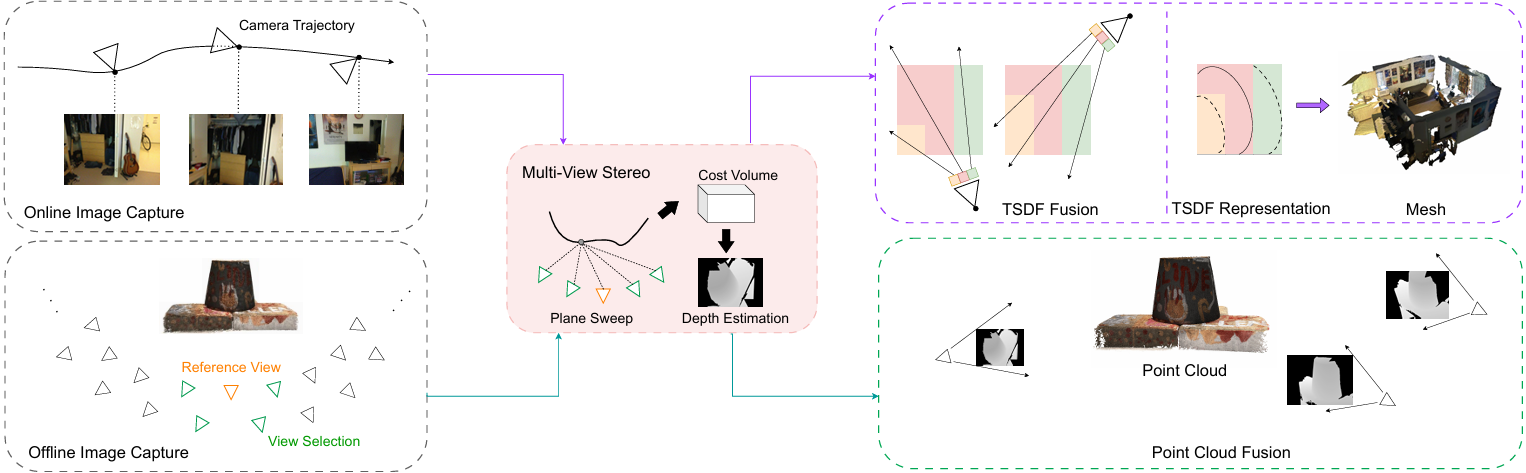 Camera Trajectory
Online Image Capture
Reference View
View Selection
Offline Image Capture
Multi-View Stereo
Cost Volume
Plane Sweep
Depth Estimation
TSDF Fusion
TSDF Representation
Mesh
Point Cloud
Point Cloud Fusion